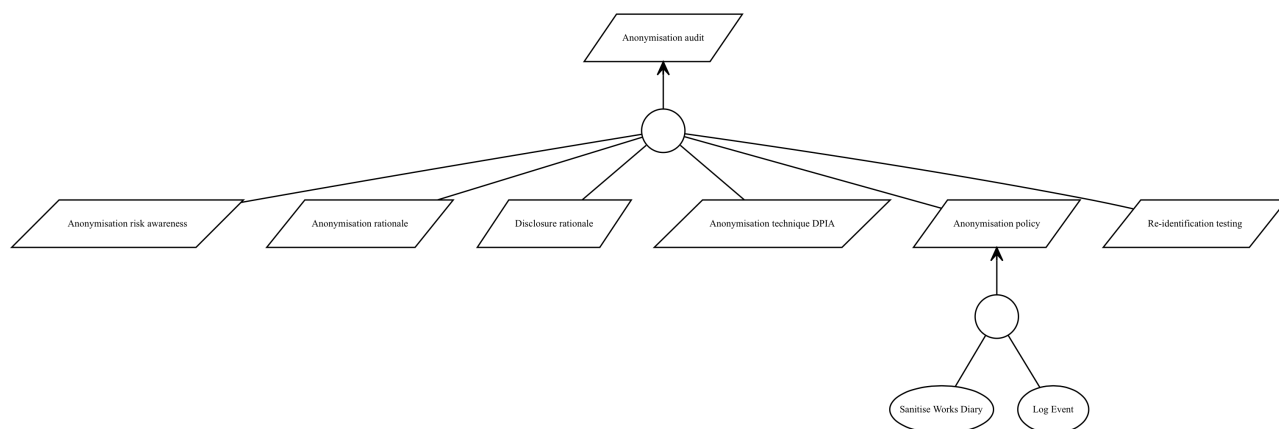 Anonymisation audit
Anonymisation risk awareness
Anonymisation rationale
Disclosure rationale
Anonymisation technique DPIA
Anonymisation policy
Re-identification testing
Sanitise Works Diary
Log Event